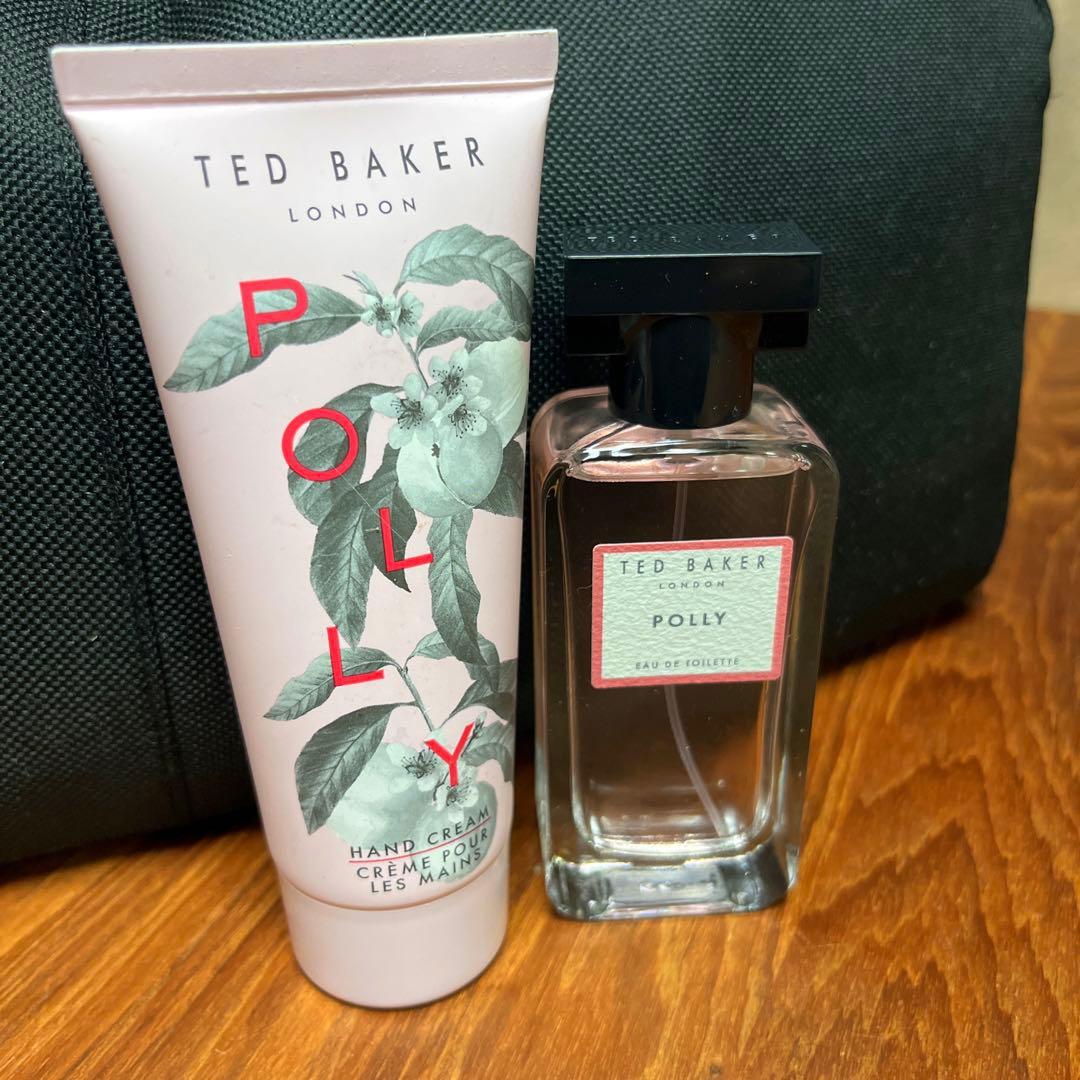 TED BAKER
LONDON
P
O
L
L
Y
HAND CREAM
CRÈME POUR
LES MAINS
TED BAKER
LONDON
POLLY
EAU DE TOILETTE